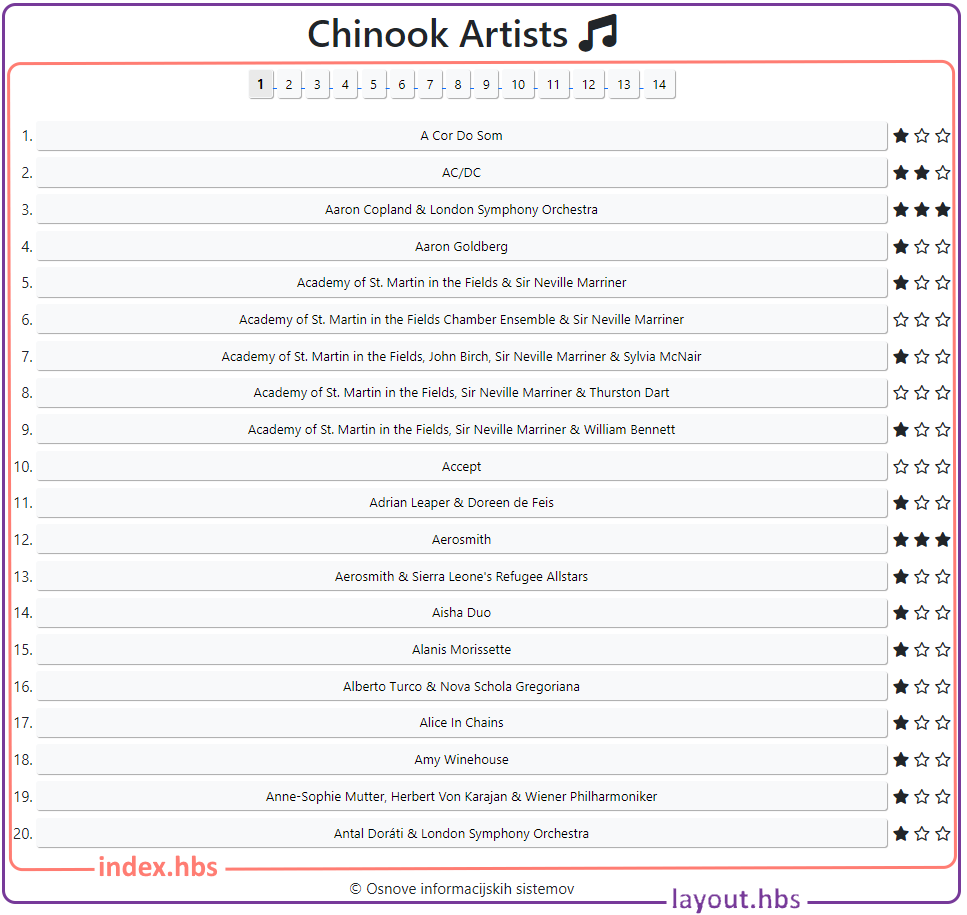 Chinook Artists
1 2 3 4 5 6 7 8 9 10 11 12 13 14
1. A Cor Do Som
2. AC/DC
3. Aaron Copland & London Symphony Orchestra
4. Aaron Goldberg
5. Academy of St. Martin in the Fields & Sir Neville Marriner
6. Academy of St. Martin in the Fields Chamber Ensemble & Sir Neville Marriner
7. Academy of St. Martin in the Fields, John Birch, Sir Neville Marriner & Sylvia McNair
8. Academy of St. Martin in the Fields, Sir Neville Marriner & Thurston Dart
9. Academy of St. Martin in the Fields, Sir Neville Marriner & William Bennett
10. Accept
11. Adrian Leaper & Doreen de Feis
12. Aerosmith
13. Aerosmith & Sierra Leone's Refugee Allstars
14. Aisha Duo
15. Alanis Morissette
16. Alberto Turco & Nova Schola Gregoriana
17. Alice In Chains
18. Amy Winehouse
19. Anne-Sophie Mutter, Herbert Von Karajan & Wiener Philharmoniker
20. Antal Doráti & London Symphony Orchestra
index.hbs
© Osnove informacijskih sistemov
layout.hbs